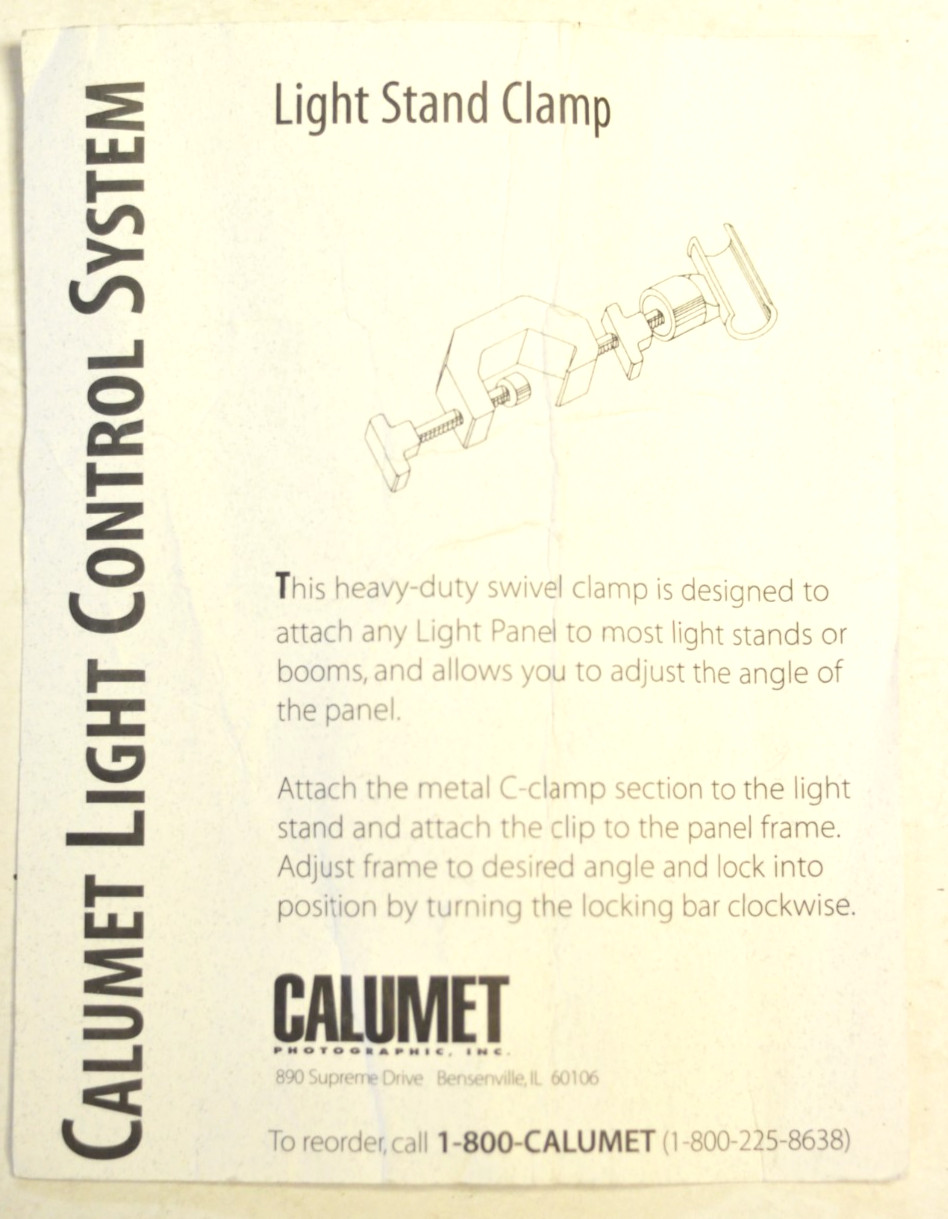 CALUMET LIGHT CONTROL SYSTEM
Light Stand Clamp
This heavy-duty swivel clamp is designed to
attach any Light Panel to most light stands or
booms, and allows you to adjust the angle of
the panel.
Attach the metal C-clamp section to the light
stand and attach the clip to the panel frame.
Adjust frame to desired angle and lock into
position by turning the locking bar clockwise.
CALUMET
PHOTOGRAPHIC, INC.
890 Supreme Drive Bensenville, IL 60106
To reorder, call 1-800-CALUMET (1-800-225-8638)